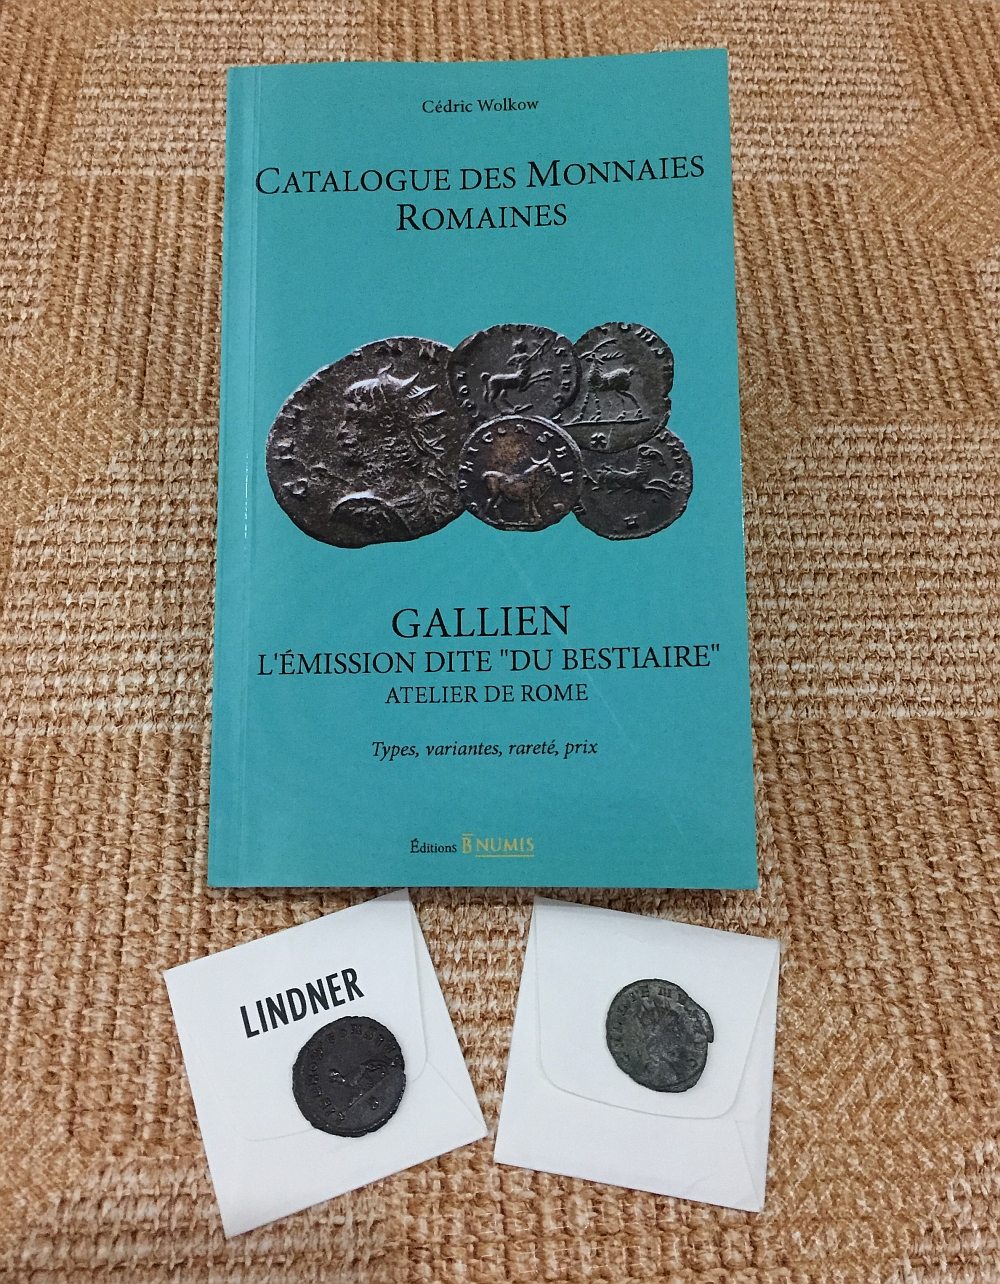 Cédric Wolkow
CATALOGUE DES MONNAIES
ROMAINES
GALLIEN
L'ÉMISSION DITE "DU BESTIAIRE"
ATELIER DE ROME
Types, variantes, rareté, prix
Éditions B NUMIS
LINDNER